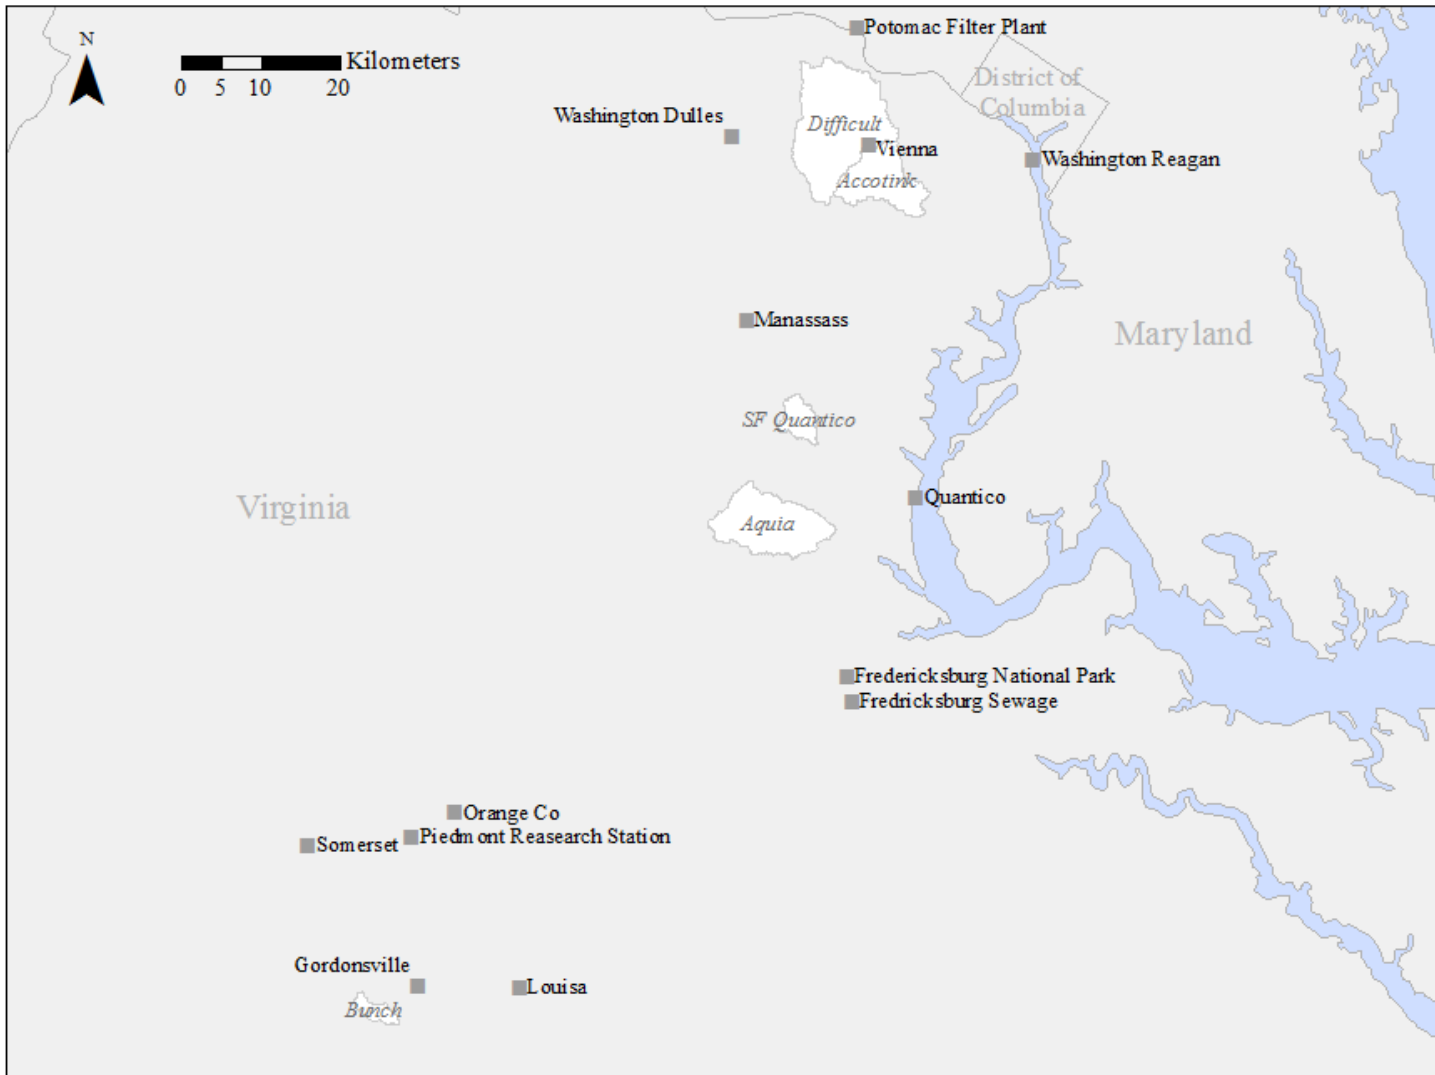 Potomac Filter Plant
N
Kilometers
0 5 10 20
District of
Columbia
Washington Dulles
Difficult
Vienna
Washington Reagan
Accotink
Manassass
Maryland
SF Quantico
Quantico
Virginia
Aquia
Fredericksburg National Park
Fredricksburg Sewage
Orange Co
Piedmont Reasearch Station
Somerset
Gordonsville
Louisa
Bunch